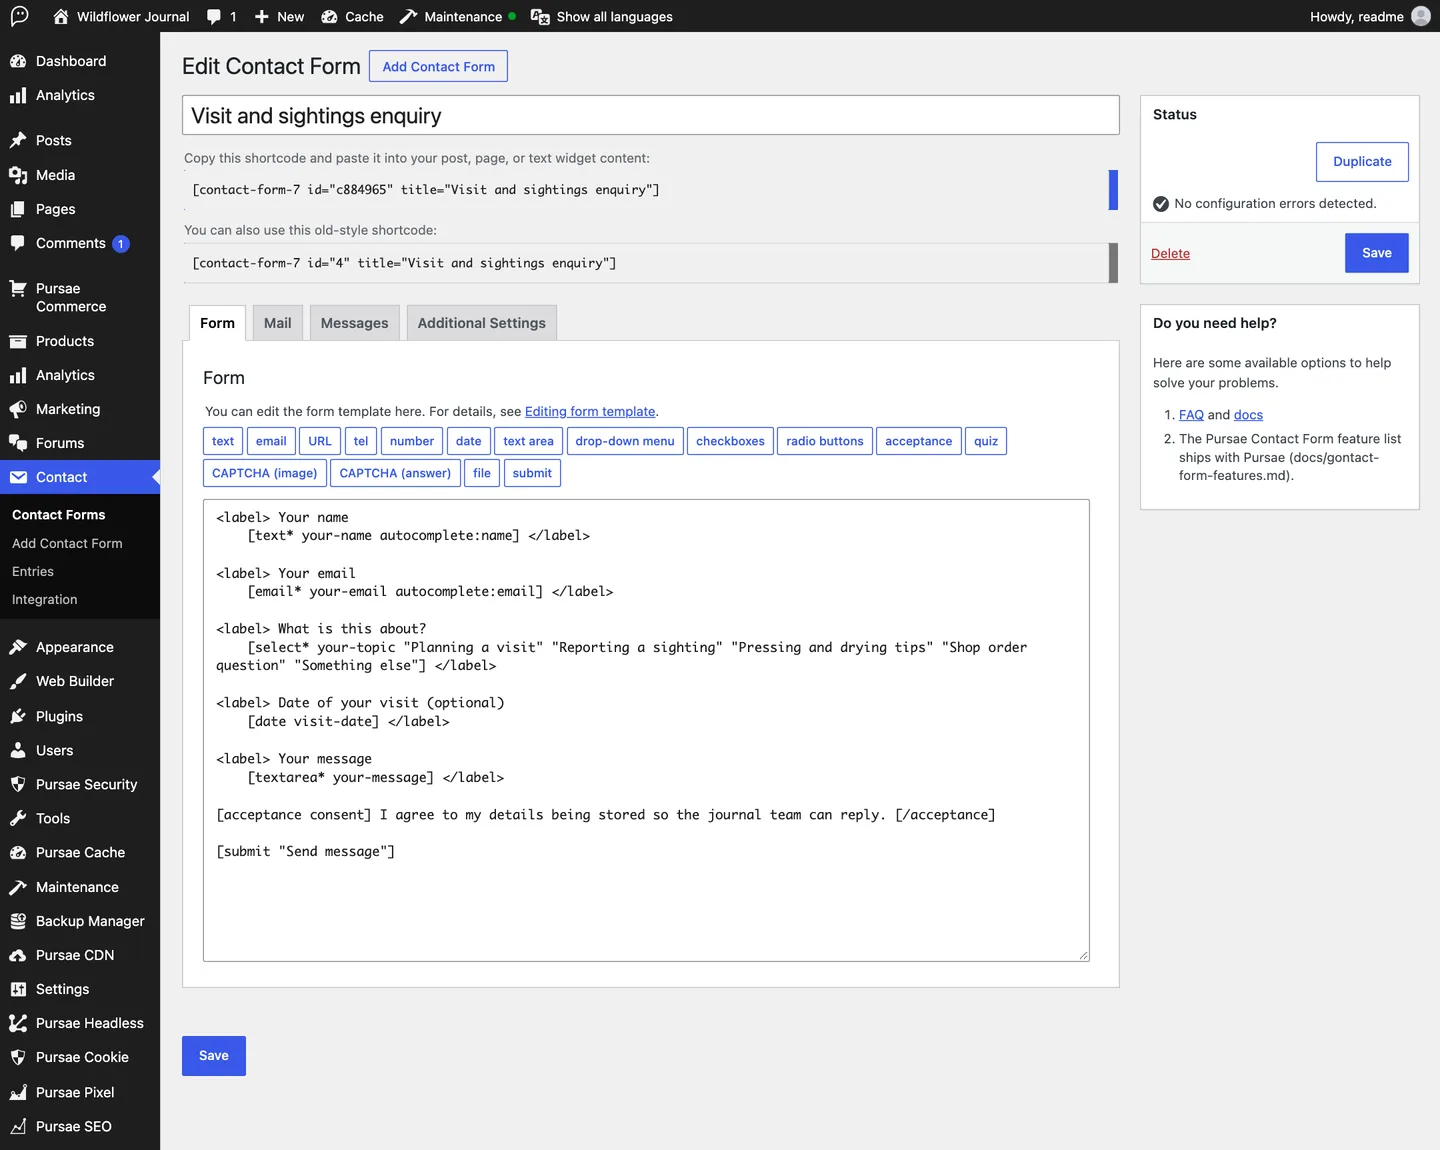 Wildflower Journal
1
New
Cache
Maintenance
Show all languages
Howdy, readme
Dashboard
Analytics
Posts
Media
Pages
Comments 1
Pursae
Commerce
Products
Analytics
Marketing
Forums
Contact
Contact Forms
Add Contact Form
Entries
Integration
Appearance
Web Builder
Plugins
Users
Pursae Security
Tools
Pursae Cache
Maintenance
Backup Manager
Pursae CDN
Settings
Pursae Headless
Pursae Cookie
Pursae Pixel
Pursae SEO
Edit Contact Form
Add Contact Form
Visit and sightings enquiry
Copy this shortcode and paste it into your post, page, or text widget content:
[contact-form-7 id="c884965" title="Visit and sightings enquiry"]
You can also use this old-style shortcode:
[contact-form-7 id="4" title="Visit and sightings enquiry"]
Form
Mail
Messages
Additional Settings
Form
You can edit the form template here. For details, see Editing form template.
text
email
URL
tel
number
date
text area
drop-down menu
checkboxes
radio buttons
acceptance
quiz
CAPTCHA (image)
CAPTCHA (answer)
file
submit
<label> Your name
[text* your-name autocomplete:name] </label>
<label> Your email
[email* your-email autocomplete:email] </label>
<label> What is this about?
[select* your-topic "Planning a visit" "Reporting a sighting" "Pressing and drying tips" "Shop order
question" "Something else"] </label>
<label> Date of your visit (optional)
[date visit-date] </label>
<label> Your message
[textarea* your-message] </label>
[acceptance consent] I agree to my details being stored so the journal team can reply. [/acceptance]
[submit "Send message"]
Save
Status
Duplicate
No configuration errors detected.
Delete
Save
Do you need help?
Here are some available options to help
solve your problems.
1. FAQ and docs
2. The Pursae Contact Form feature list
ships with Pursae (docs/gontact-
form-features.md).